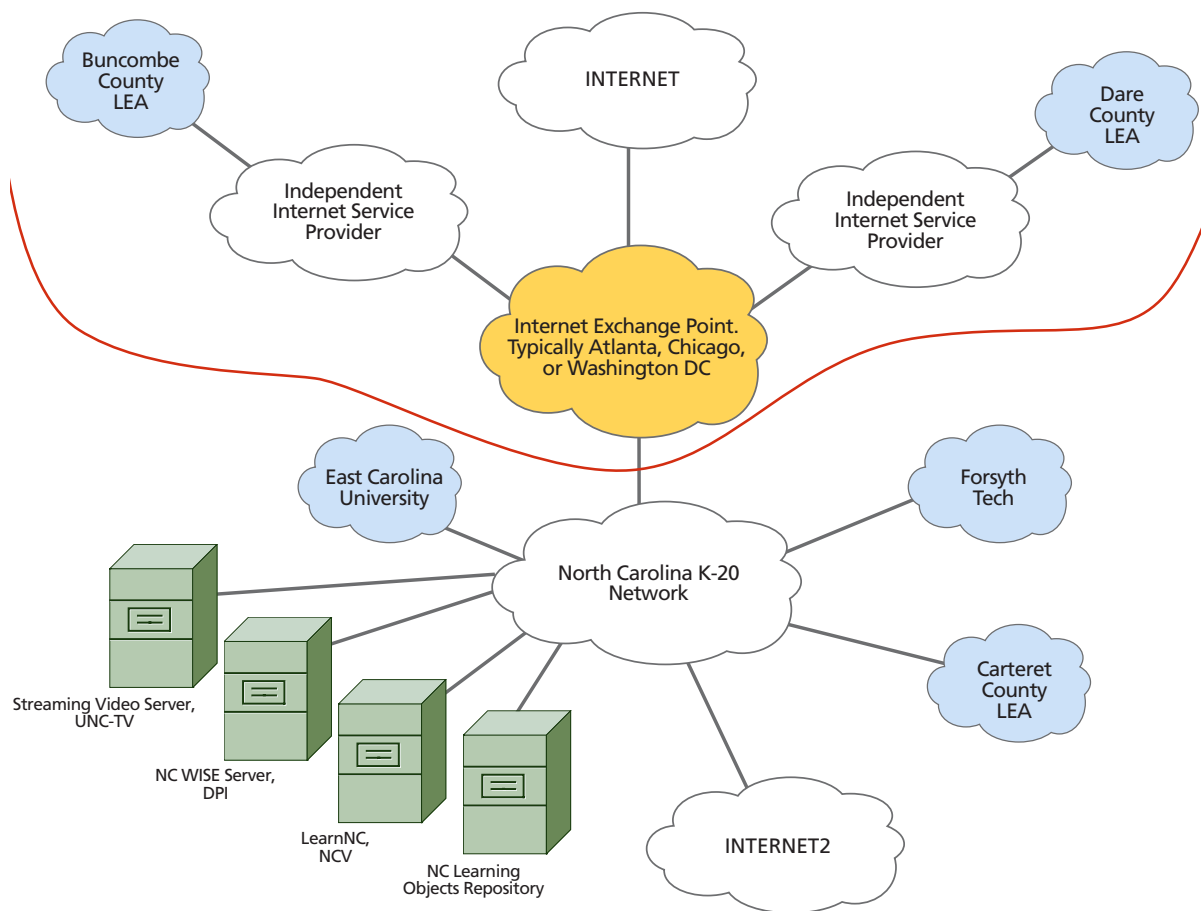 Buncombe
County
LEA
INTERNET
Dare
County
LEA
Independent
Internet Service
Provider
Independent
Internet Service
Provider
Internet Exchange Point.
Typically Atlanta, Chicago,
or Washington DC
East Carolina
University
Forsyth
Tech
North Carolina K-20
Network
Carteret
County
LEA
Streaming Video Server,
UNC-TV
NC WISE Server,
DPI
LearnNC,
NCV
NC Learning
Objects Repository
INTERNET2